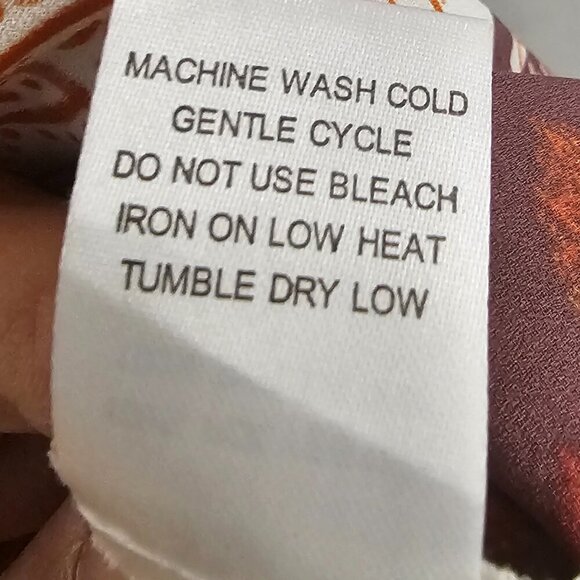 MACHINE WASH COLD
GENTLE CYCLE
DO NOT USE BLEACH
IRON ON LOW HEAT
TUMBLE DRY LOW